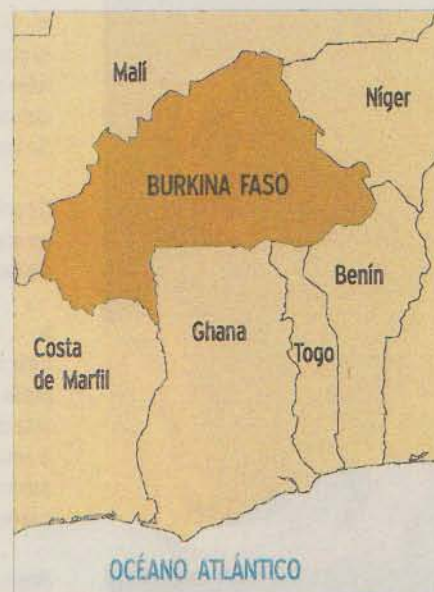 Malí
Níger
BURKINA FASO
Benín
Ghana
Togo
Costa
de Marfil
OCÉANO ATLÁNTICO